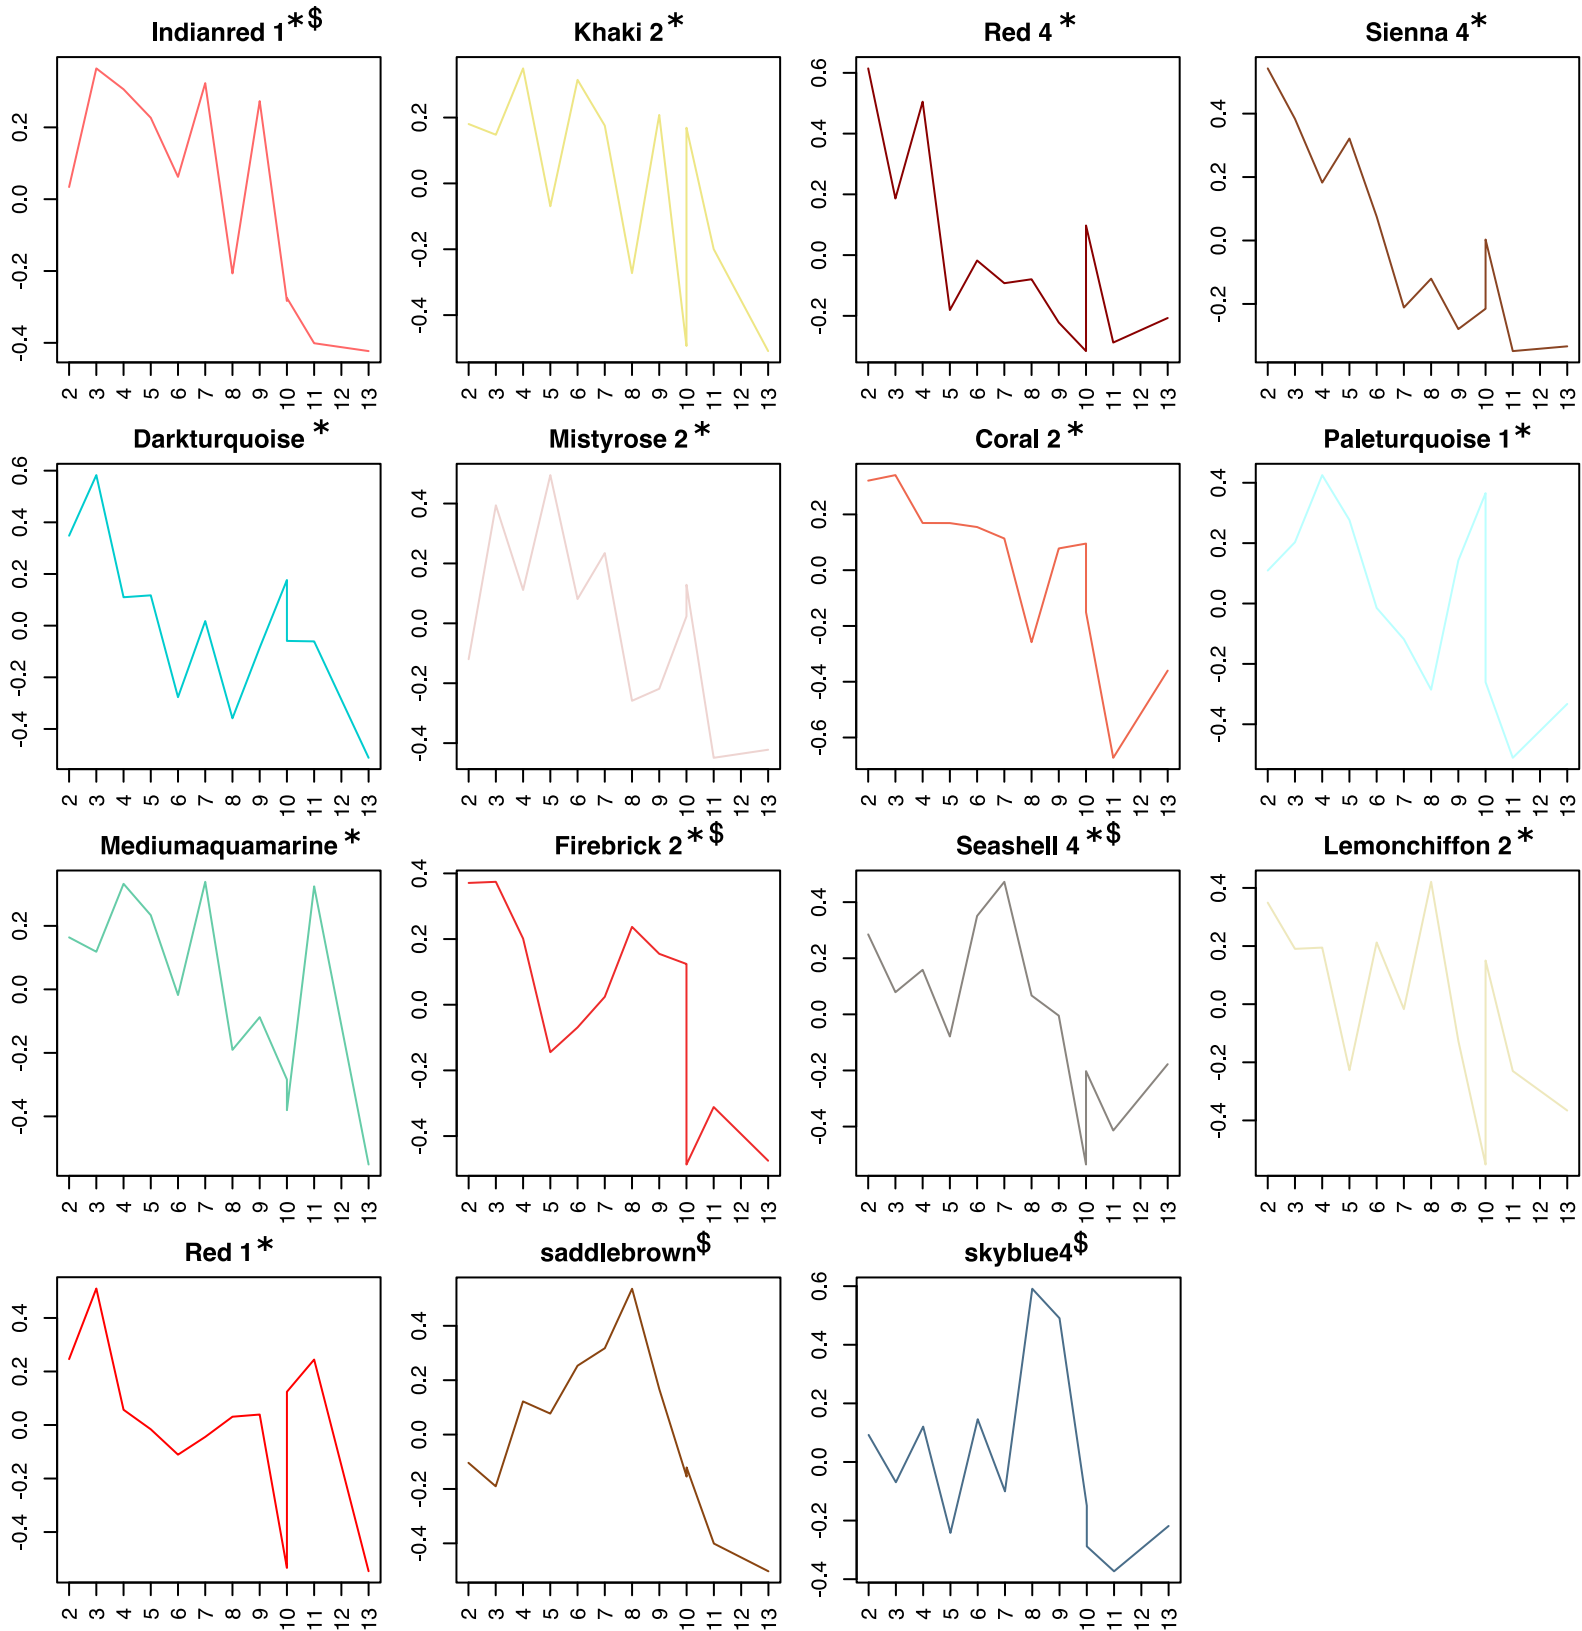 Indianred 1*$
0.2
0.0
-0.2
-0.4
2 3 4 5 6 7 8 9 10 11 12 13
Khaki 2*
0.2
0.0
-0.2
-0.4
2 3 4 5 6 7 8 9 10 11 12 13
Red 4*
0.6
0.4
0.2
0.0
-0.2
2 3 4 5 6 7 8 9 10 11 12 13
Sienna 4*
0.4
0.2
0.0
-0.2
2 3 4 5 6 7 8 9 10 11 12 13
Darkturquoise *
0.6
0.4
0.2
0.0
-0.2
-0.4
2 3 4 5 6 7 8 9 10 11 12 13
Mistyrose 2*
0.4
0.2
0.0
-0.2
-0.4
2 3 4 5 6 7 8 9 10 11 12 13
Coral 2*
0.2
0.0
-0.2
-0.4
-0.6
2 3 4 5 6 7 8 9 10 11 12 13
Paleturquoise 1*
0.4
0.2
0.0
-0.2
-0.4
2 3 4 5 6 7 8 9 10 11 12 13
Mediumaquamarine *
0.2
0.0
-0.2
-0.4
2 3 4 5 6 7 8 9 10 11 12 13
Firebrick 2*$
0.4
0.2
0.0
-0.2
-0.4
2 3 4 5 6 7 8 9 10 11 12 13
Seashell 4*$
0.4
0.2
0.0
-0.2
-0.4
2 3 4 5 6 7 8 9 10 11 12 13
Lemonchiffon 2*
0.4
0.2
0.0
-0.2
-0.4
2 3 4 5 6 7 8 9 10 11 12 13
Red 1*
0.4
0.2
0.0
-0.2
-0.4
2 3 4 5 6 7 8 9 10 11 12 13
saddlebrown$
0.4
0.2
0.0
-0.2
-0.4
2 3 4 5 6 7 8 9 10 11 12 13
skyblue4$
0.6
0.4
0.2
0.0
-0.2
-0.4
2 3 4 5 6 7 8 9 10 11 12 13